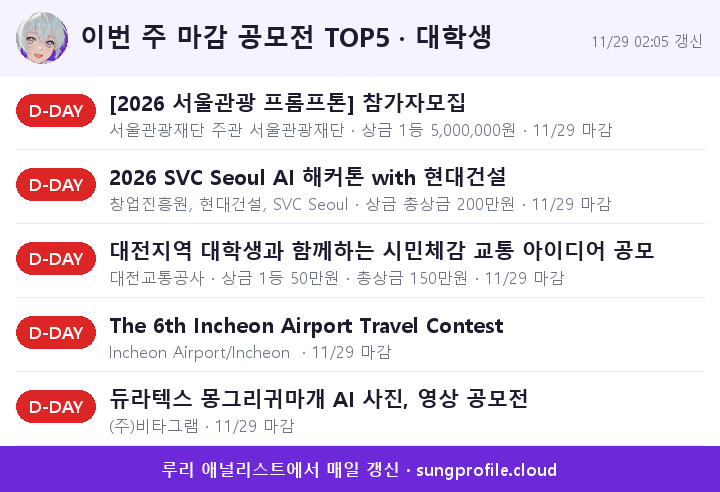 이번 주 마감 공모전 TOP5 · 대학생
11/29 02:05 갱신
D-DAY
[2026 서울관광 프롬프톤] 참가자모집
서울관광재단 주관 서울관광재단 · 상금 1등 5,000,000원 · 11/29 마감
D-DAY
2026 SVC Seoul AI 해커톤 with 현대건설
창업진흥원, 현대건설, SVC Seoul · 상금 총상금 200만원 · 11/29 마감
D-DAY
대전지역 대학생과 함께하는 시민체감 교통 아이디어 공모
대전교통공사 · 상금 1등 50만원 · 총상금 150만원 · 11/29 마감
D-DAY
The 6th Incheon Airport Travel Contest
Incheon Airport/Incheon · 11/29 마감
D-DAY
듀라텍스 몽그리귀마개 AI 사진, 영상 공모전
(주)비타그램 · 11/29 마감
루리 애널리스트에서 매일 갱신 · sungprofile.cloud